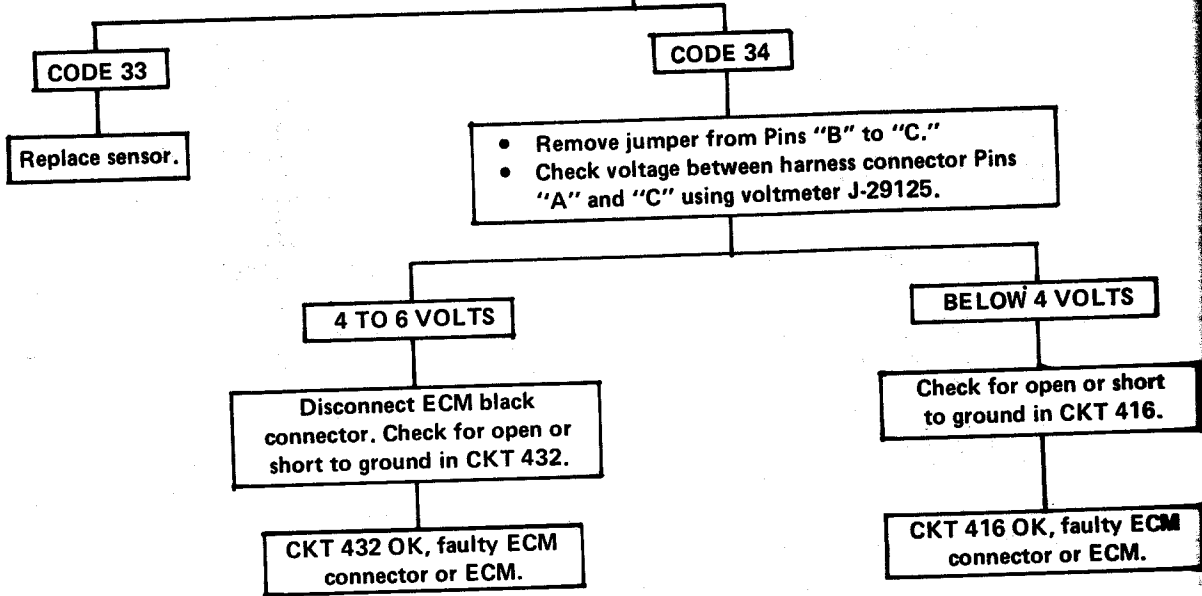 CODE 33
CODE 34
Replace sensor.
• Remove jumper from Pins “B” to “C.”
• Check voltage between harness connector Pins
“A” and “C” using voltmeter J-29125.
4 TO 6 VOLTS
BELOW 4 VOLTS
Disconnect ECM black
connector. Check for open or
short to ground in CKT 432.
Check for open or short
to ground in CKT 416.
CKT 432 OK, faulty ECM
connector or ECM.
CKT 416 OK, faulty ECM
connector or ECM.